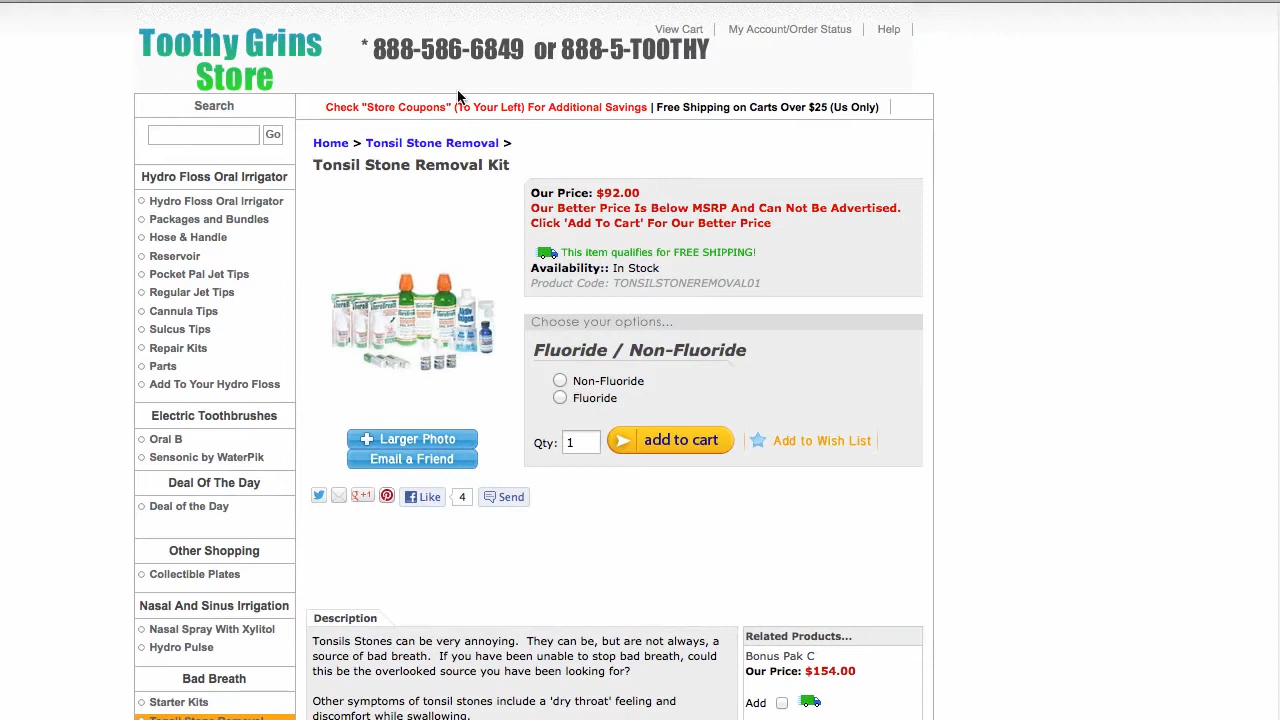 Toothy Grins
Store
* 888-586-6849 or 888-5-TOOTHY
View Cart
My Account/Order Status
Help
Search
Go
Check "Store Coupons" (To Your Left) For Additional Savings | Free Shipping on Carts Over $25 (Us Only)
Hydro Floss Oral Irrigator
Hydro Floss Oral Irrigator
Packages and Bundles
Hose & Handle
Reservoir
Pocket Pal Jet Tips
Regular Jet Tips
Cannula Tips
Sulcus Tips
Repair Kits
Parts
Add To Your Hydro Floss
Electric Toothbrushes
Oral B
Sensonic by WaterPik
Deal Of The Day
Deal of the Day
Other Shopping
Collectible Plates
Nasal And Sinus Irrigation
Nasal Spray With Xylitol
Hydro Pulse
Bad Breath
Starter Kits
Tonsil Stone Removal
Home > Tonsil Stone Removal >
Tonsil Stone Removal Kit
Our Price: $92.00
Our Better Price Is Below MSRP And Can Not Be Advertised.
Click 'Add To Cart' For Our Better Price
This item qualifies for FREE SHIPPING!
Availability:: In Stock
Product Code: TONSILSTONEREMOVAL01
Choose your options...
Fluoride / Non-Fluoride
Non-Fluoride
Fluoride
Qty: 1
add to cart
Add to Wish List
Larger Photo
Email a Friend
+1
Like
4
Send
Description
Tonsils Stones can be very annoying. They can be, but are not always, a
source of bad breath. If you have been unable to stop bad breath, could
this be the overlooked source you have been looking for?
Other symptoms of tonsil stones include a 'dry throat' feeling and
discomfort while swallowing.
Related Products...
Bonus Pak C
Our Price: $154.00
Add